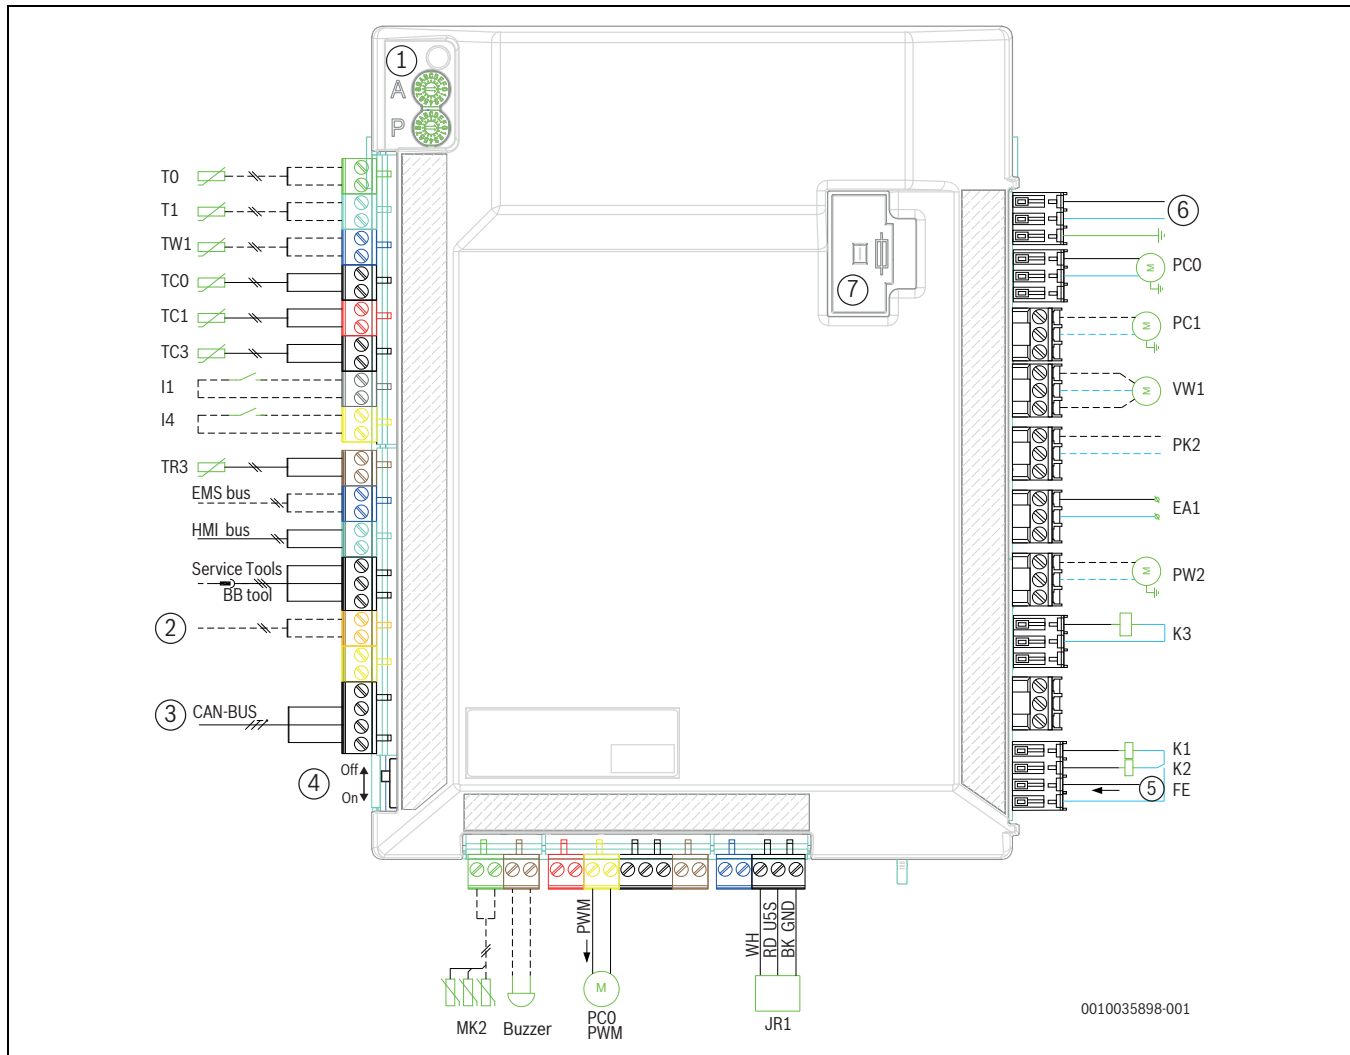 1
A
P
T0
T1
TW1
TC0
TC1
TC3
I1
I4
TR3
EMS bus
HMI bus
Service Tools
BB tool
2
3
CAN-BUS
4
Off
On
7
6
PC0
M
PC1
M
VW1
M
PK2
EA1
PW2
M
K3
K1
K2
5
FE
MK2
Buzzer
PWM
M
PC0
PWM
WH
RD U5S
BK GND
JR1
0010035898-001